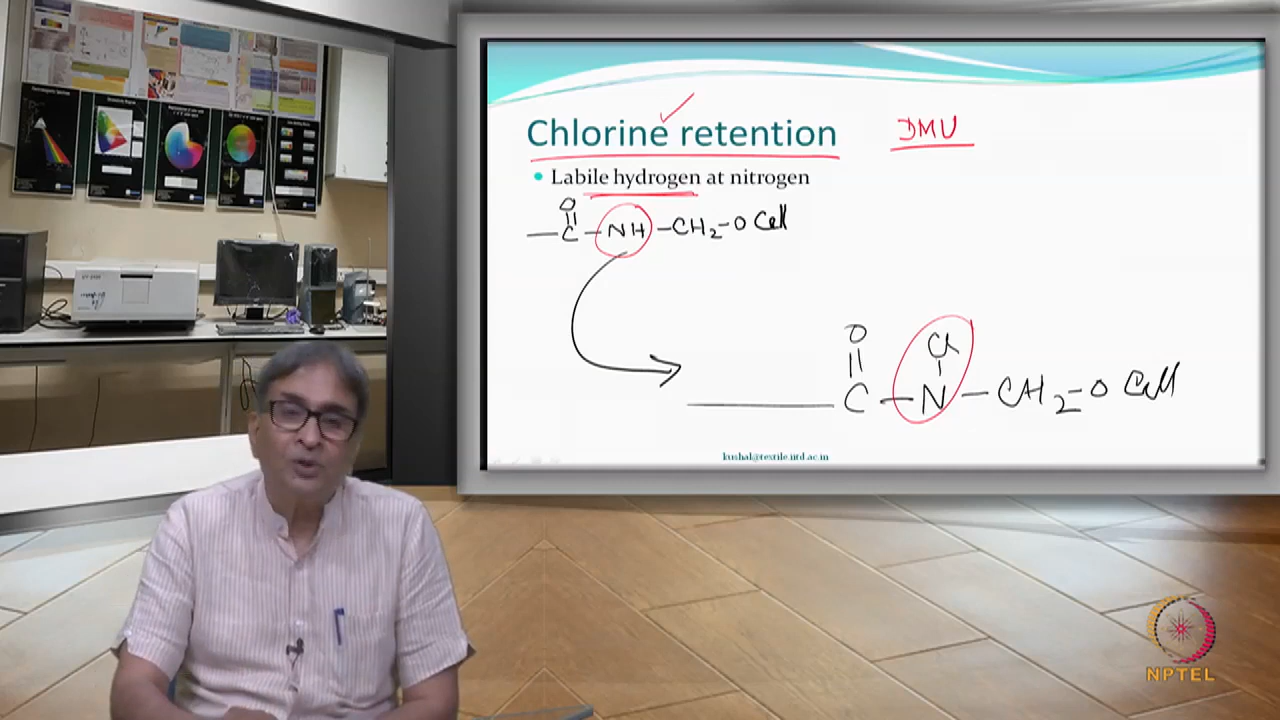 Chlorine retention
DMU
Labile hydrogen at nitrogen
O
C - NH - CH2 - O Cell
O Cl
C - N - CH2 - O Cell
kushal@textile.iitd.ac.in
NPTEL